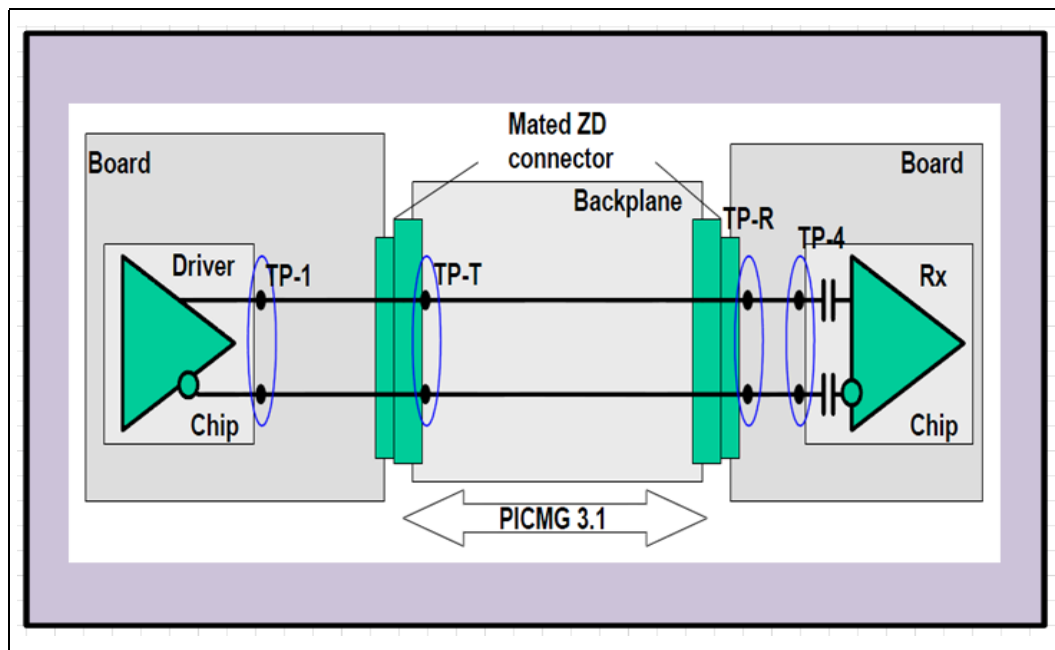 Mated ZD
connector
Board
Board
Backplane
TP-R
TP-4
Driver
TP-1
TP-T
Rx
Chip
Chip
PICMG 3.1